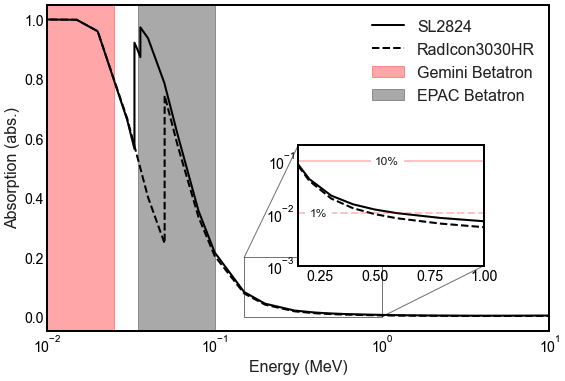 SL2824
RadIcon3030HR
Gemini Betatron
EPAC Betatron
Absorption (abs.)
1.0
0.8
0.6
0.4
0.2
0.0
10⁻¹
10⁻²
10⁻³
10%
1%
0.25 0.50 0.75 1.00
10⁻² 10⁻¹ 10⁰ 10¹
Energy (MeV)